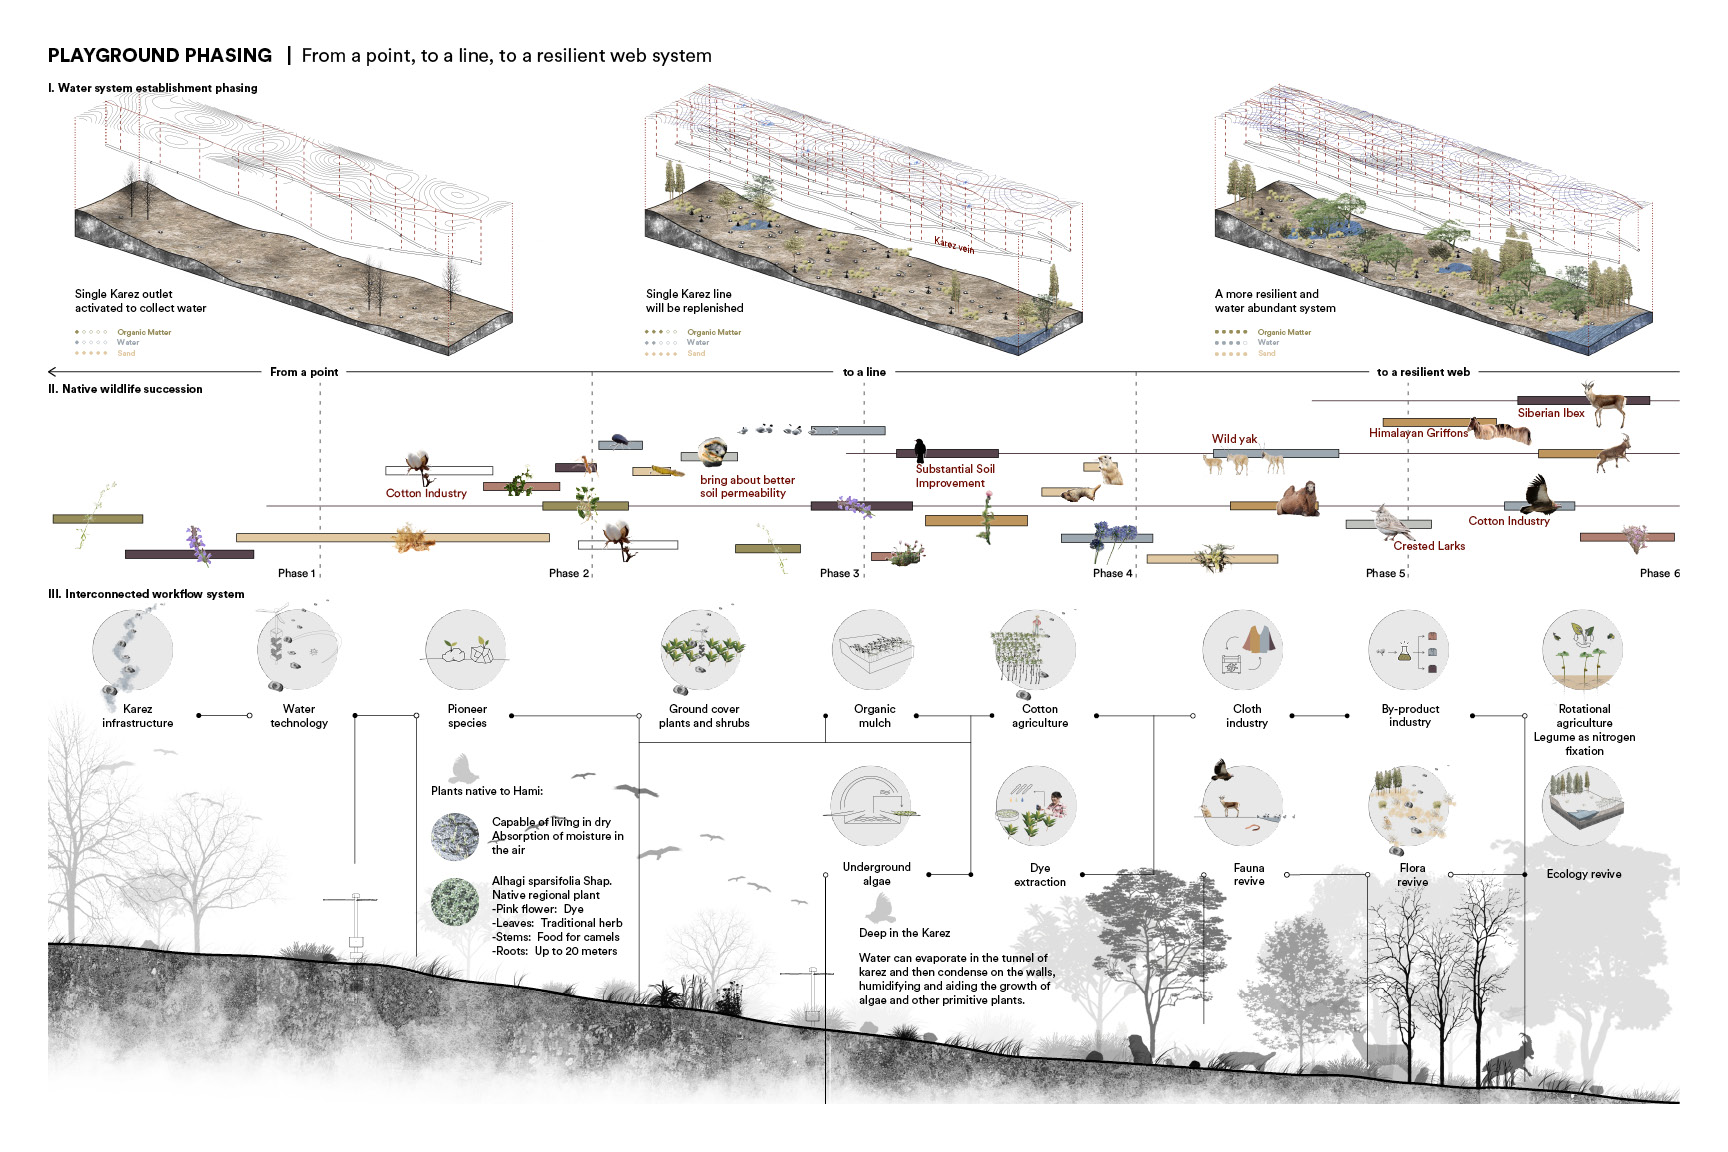 PLAYGROUND PHASING | From a point, to a line, to a resilient web system
I. Water system establishment phasing
Karez vein
Single Karez outlet
activated to collect water
Organic Matter
Water
Sand
Single Karez line
will be replenished
Organic Matter
Water
Sand
A more resilient and
water abundant system
Organic Matter
Water
Sand
From a point
to a line
to a resilient web
II. Native wildlife succession
Siberian Ibex
Himalayan Griffons
Wild yak
Substantial Soil
Improvement
bring about better
soil permeability
Cotton Industry
Cotton Industry
Crested Larks
Phase 1
Phase 2
Phase 3
Phase 4
Phase 5
Phase 6
III. Interconnected workflow system
Karez
infrastructure
Water
technology
Pioneer
species
Ground cover
plants and shrubs
Organic
mulch
Cotton
agriculture
Cloth
industry
By-product
industry
Rotational
agriculture
Legume as nitrogen
fixation
Plants native to Hami:
Capable of living in dry
Absorption of moisture in
the air
Alhagi sparsifolia Shap.
Native regional plant
-Pink flower: Dye
-Leaves: Traditional herb
-Stems: Food for camels
-Roots: Up to 20 meters
Underground
algae
Dye
extraction
Fauna
revive
Flora
revive
Ecology revive
Deep in the Karez
Water can evaporate in the tunnel of
karez and then condense on the walls,
humidifying and aiding the growth of
algae and other primitive plants.